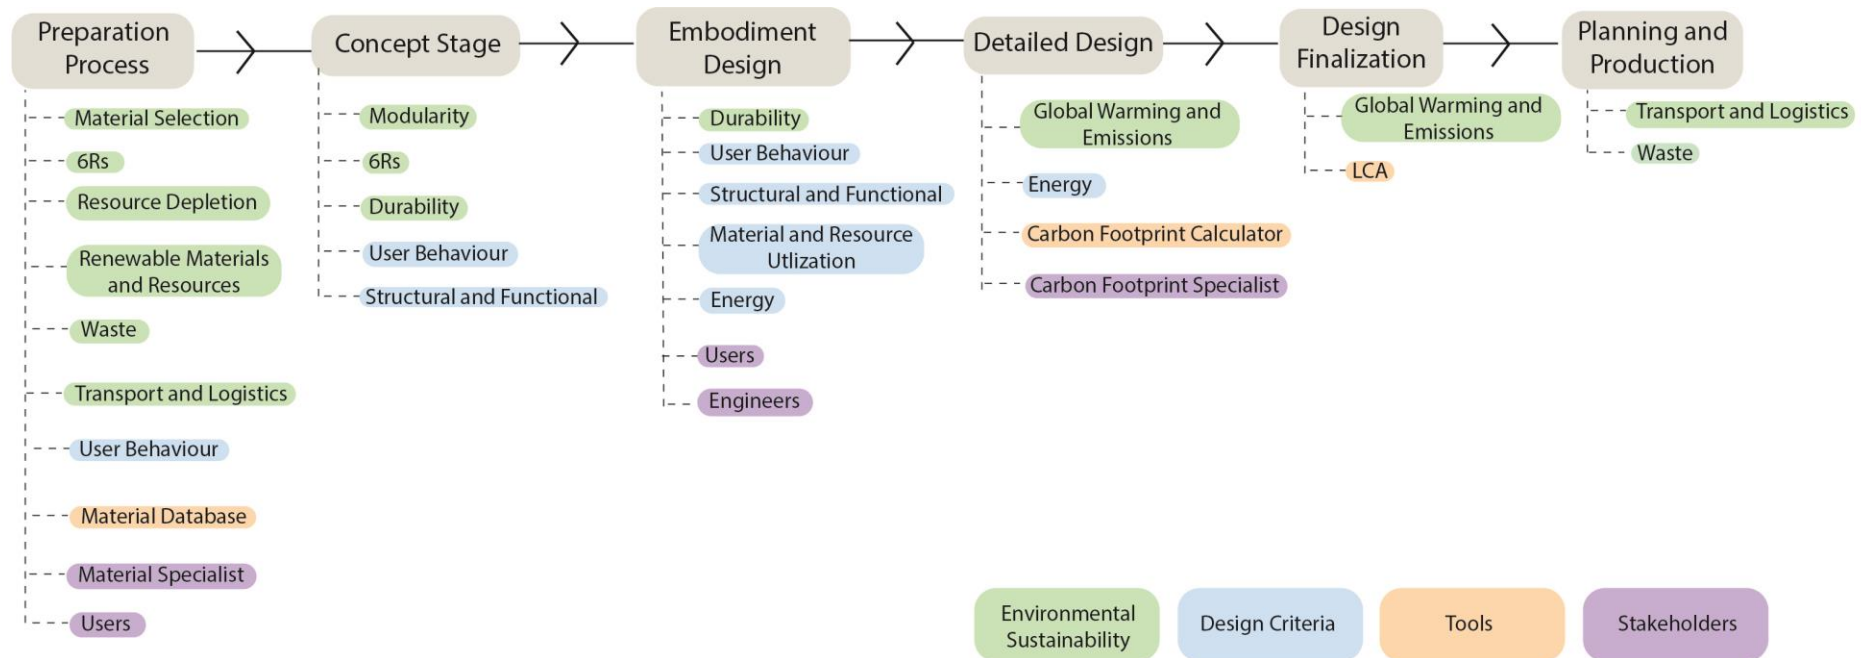 Preparation
Process
Material Selection
6Rs
Resource Depletion
Renewable Materials
and Resources
Waste
Transport and Logistics
User Behaviour
Material Database
Material Specialist
Users
Concept Stage
Modularity
6Rs
Durability
User Behaviour
Structural and Functional
Embodiment
Design
Durability
User Behaviour
Structural and Functional
Material and Resource
Utlization
Energy
Users
Engineers
Detailed Design
Global Warming and
Emissions
Energy
Carbon Footprint Calculator
Carbon Footprint Specialist
Design
Finalization
Global Warming and
Emissions
LCA
Planning and
Production
Transport and Logistics
Waste
Environmental
Sustainability
Design Criteria
Tools
Stakeholders